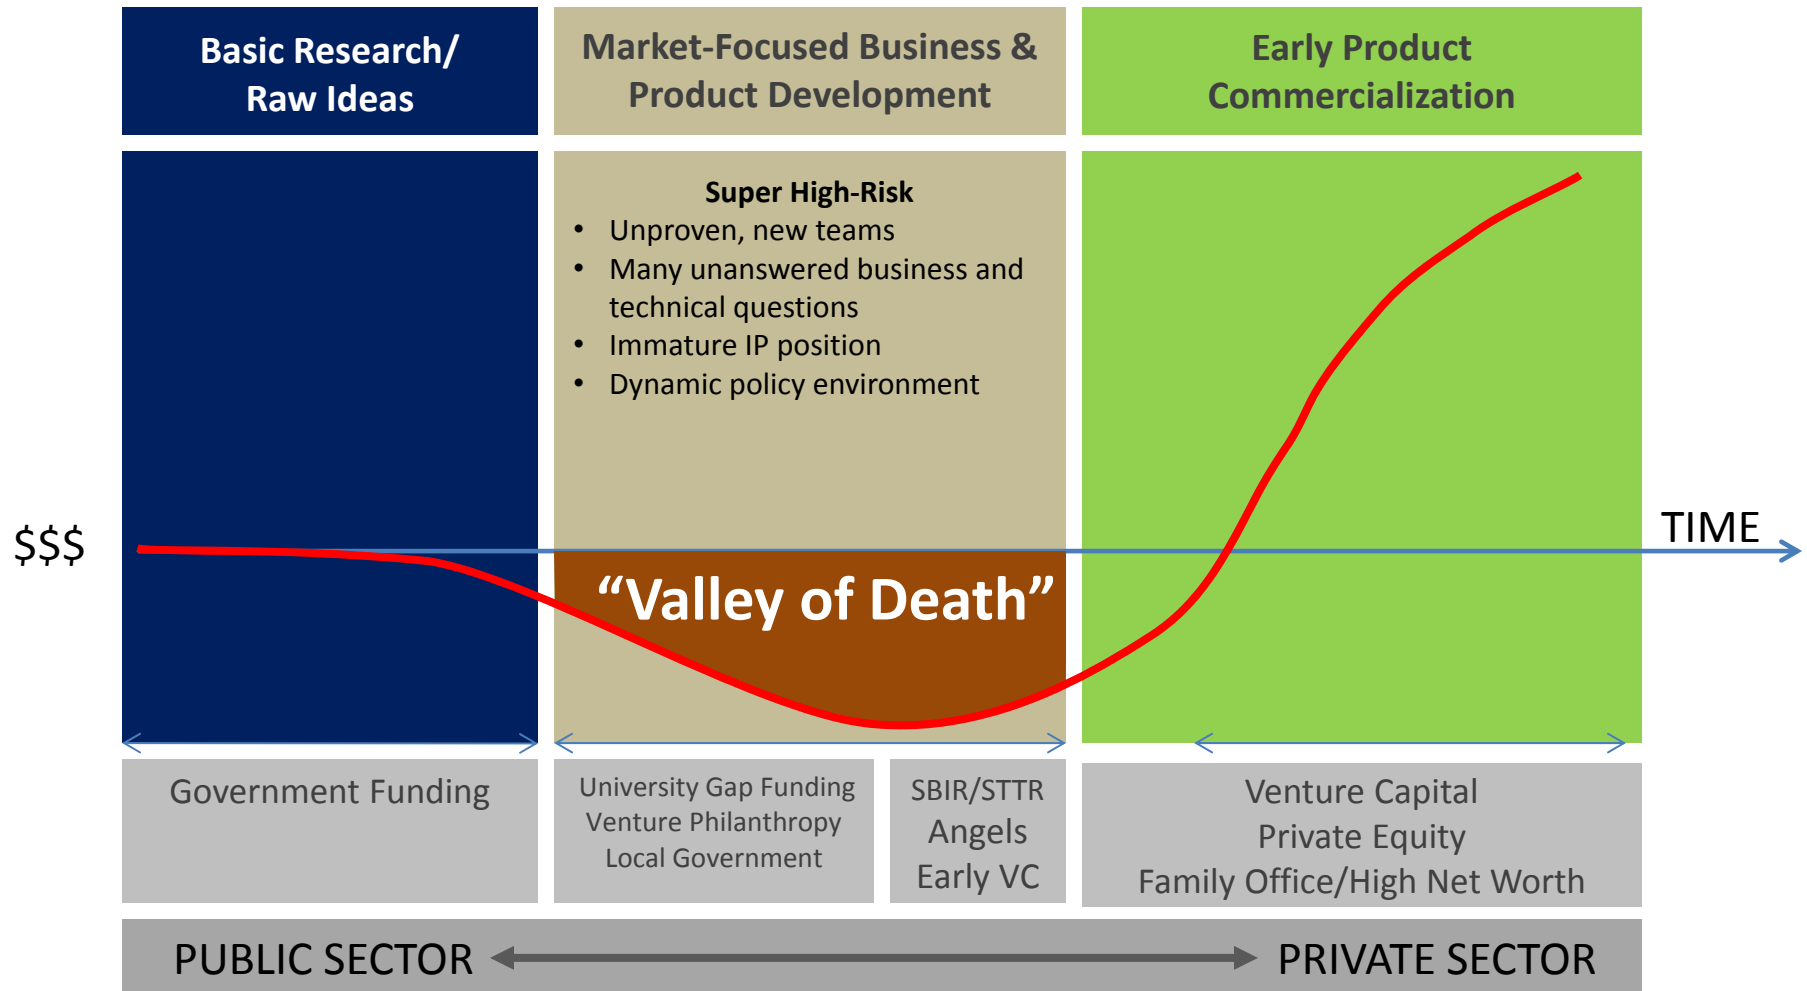 Basic Research/
Raw Ideas
Market-Focused Business &
Product Development
Early Product
Commercialization
Super High-Risk
• Unproven, new teams
• Many unanswered business and
technical questions
• Immature IP position
• Dynamic policy environment
$$$
TIME
“Valley of Death”
Government Funding
University Gap Funding
Venture Philanthropy
Local Government
SBIR/STTR
Angels
Early VC
Venture Capital
Private Equity
Family Office/High Net Worth
PUBLIC SECTOR
PRIVATE SECTOR